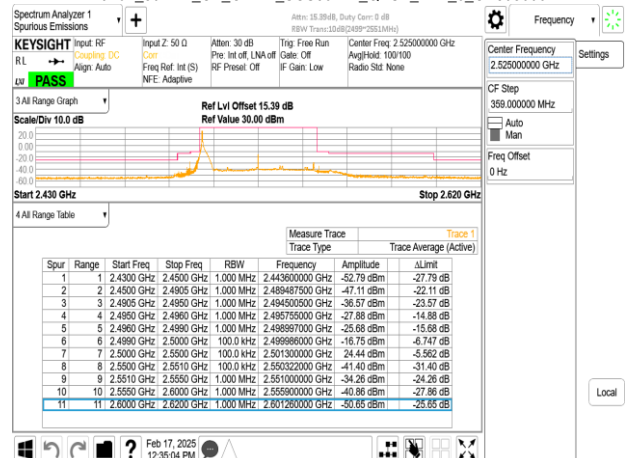 Spectrum Analyzer 1
Spurious Emissions
Attn: 15.39dB, Duty Corr: 0 dB
RBW Trans:10dB(2499~2551MHz)
Frequency
KEYSIGHT
Input: RF
Coupling: DC
Align: Auto
Input Z: 50 Ω
Corr
Freq Ref: Int (S)
NFE: Adaptive
Atten: 30 dB
Pre: Int off, LNA off
RF Preset: Off
Trig: Free Run
Gate: Off
IF Gain: Low
Center Freq: 2.525000000 GHz
Avg|Hold: 100/100
Radio Std: None
RL
LXI PASS
Center Frequency
2.525000000 GHz
Settings
CF Step
359.000000 MHz
Auto
Man
Freq Offset
0 Hz
3 All Range Graph
Ref Lvl Offset 15.39 dB
Scale/Div 10.0 dB
Ref Value 30.00 dBm
20.0
0.00
-20.0
-40.0
-60.0
Start 2.430 GHz
Stop 2.620 GHz
4 All Range Table
Measure Trace Trace 1
Trace Type Trace Average (Active)
Spur Range Start Freq Stop Freq RBW Frequency Amplitude ΔLimit
1 1 2.4300 GHz 2.4500 GHz 1.000 MHz 2.443600000 GHz -52.79 dBm -27.79 dB
2 2 2.4500 GHz 2.4905 GHz 1.000 MHz 2.489487500 GHz -47.11 dBm -22.11 dB
3 3 2.4905 GHz 2.4950 GHz 1.000 MHz 2.494500500 GHz -36.57 dBm -23.57 dB
4 4 2.4950 GHz 2.4960 GHz 1.000 MHz 2.495755000 GHz -27.88 dBm -14.88 dB
5 5 2.4960 GHz 2.4990 GHz 1.000 MHz 2.498997000 GHz -25.68 dBm -15.68 dB
6 6 2.4990 GHz 2.5000 GHz 100.0 kHz 2.499986000 GHz -16.75 dBm -6.747 dB
7 7 2.5000 GHz 2.5500 GHz 100.0 kHz 2.501300000 GHz 24.44 dBm -5.562 dB
8 8 2.5500 GHz 2.5510 GHz 100.0 kHz 2.550322000 GHz -41.40 dBm -31.40 dB
9 9 2.5510 GHz 2.5550 GHz 1.000 MHz 2.551000000 GHz -34.26 dBm -24.26 dB
10 10 2.5550 GHz 2.6000 GHz 1.000 MHz 2.555900000 GHz -40.86 dBm -27.86 dB
11 11 2.6000 GHz 2.6200 GHz 1.000 MHz 2.601260000 GHz -50.65 dBm -25.65 dB
Local
Feb 17, 2025
12:35:04 PM